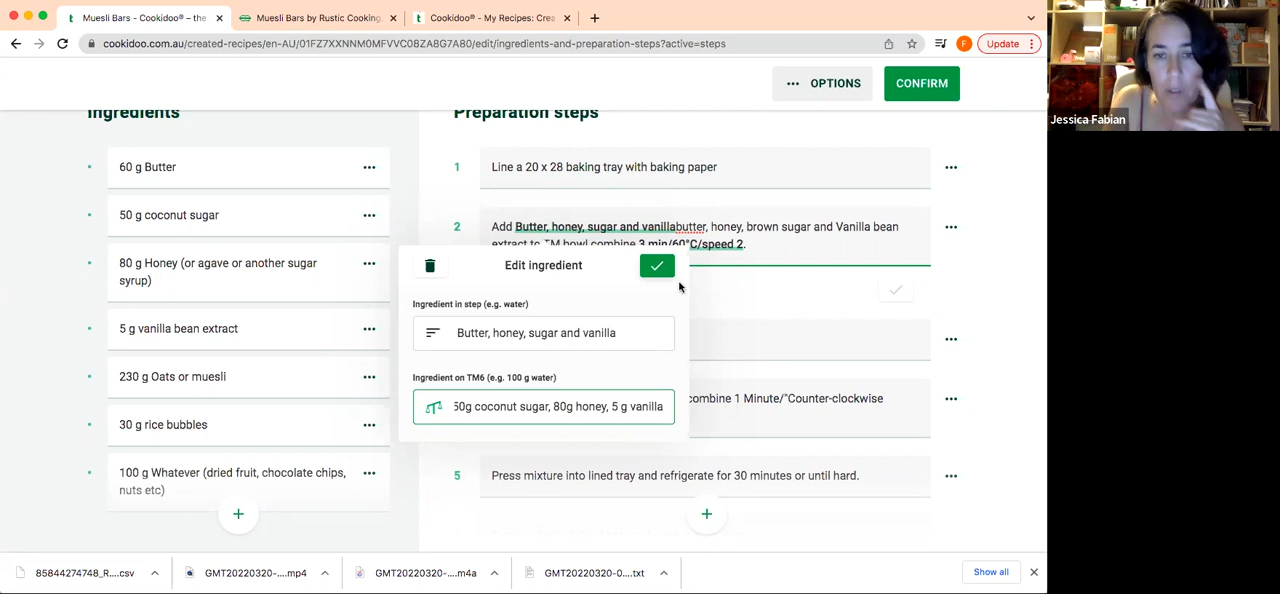 Muesli Bars - Cookidoo® – the
Muesli Bars by Rustic Cooking.
Cookidoo® - My Recipes: Crea
cookidoo.com.au/created-recipes/en-AU/01FZ7XXNNM0MFVVC08ZA8G7A80/edit/ingredients-and-preparation-steps?active=steps
F
Update
Jessica Fabian
OPTIONS
CONFIRM
Ingredients
60 g Butter
50 g coconut sugar
80 g Honey (or agave or another sugar
syrup)
5 g vanilla bean extract
230 g Oats or muesli
30 g rice bubbles
100 g Whatever (dried fruit, chocolate chips,
nuts etc)
Preparation steps
1
Line a 20 x 28 baking tray with baking paper
2
Add Butter, honey, sugar and vanillabutter, honey, brown sugar and Vanilla bean
extract to TM bowl combine 3 min/60°C/speed 2.
Edit ingredient
Ingredient in step (e.g. water)
Butter, honey, sugar and vanilla
Ingredient on TM6 (e.g. 100 g water)
50g coconut sugar, 80g honey, 5 g vanilla
combine 1 Minute/"Counter-clockwise
5
Press mixture into lined tray and refrigerate for 30 minutes or until hard.
85844274748_R....csv
GMT20220320-....mp4
GMT20220320-....m4a
GMT20220320-0....txt
Show all